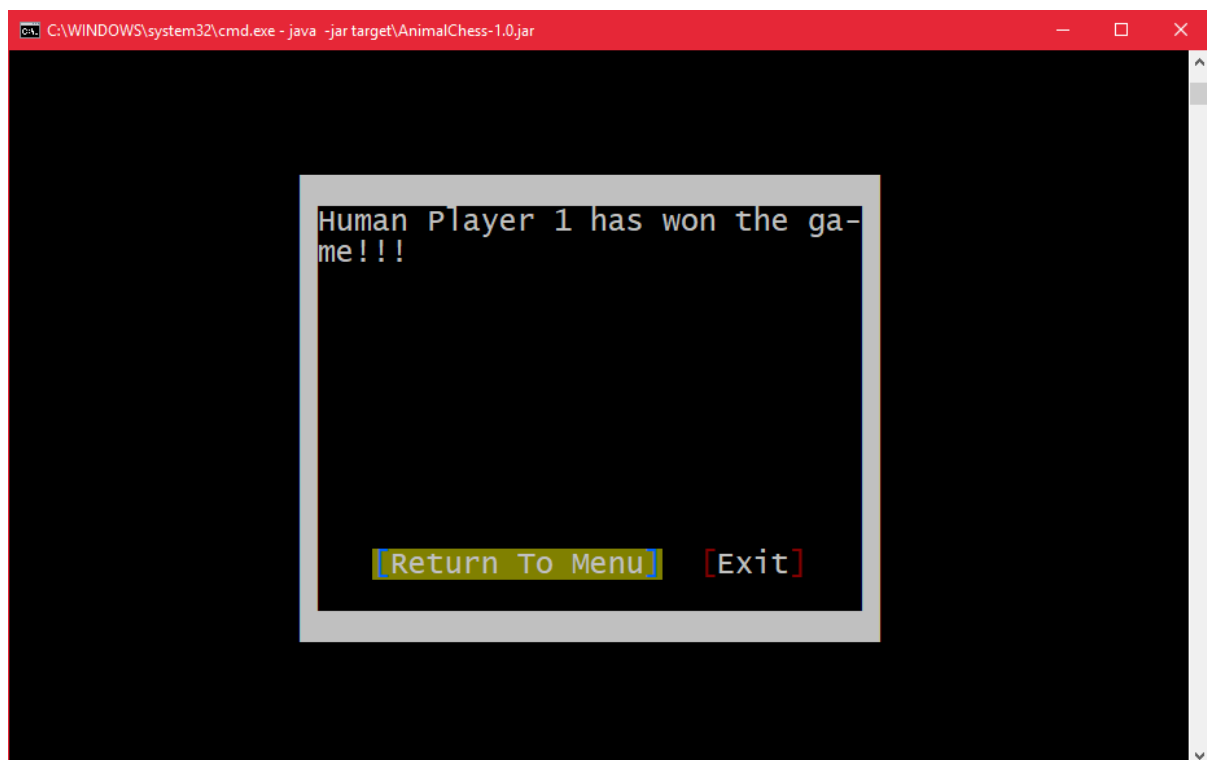 C:\WINDOWS\system32\cmd.exe - java  -jar target\AnimalChess-1.0.jar
Human Player 1 has won the ga-
me!!!
[Return To Menu] [Exit]